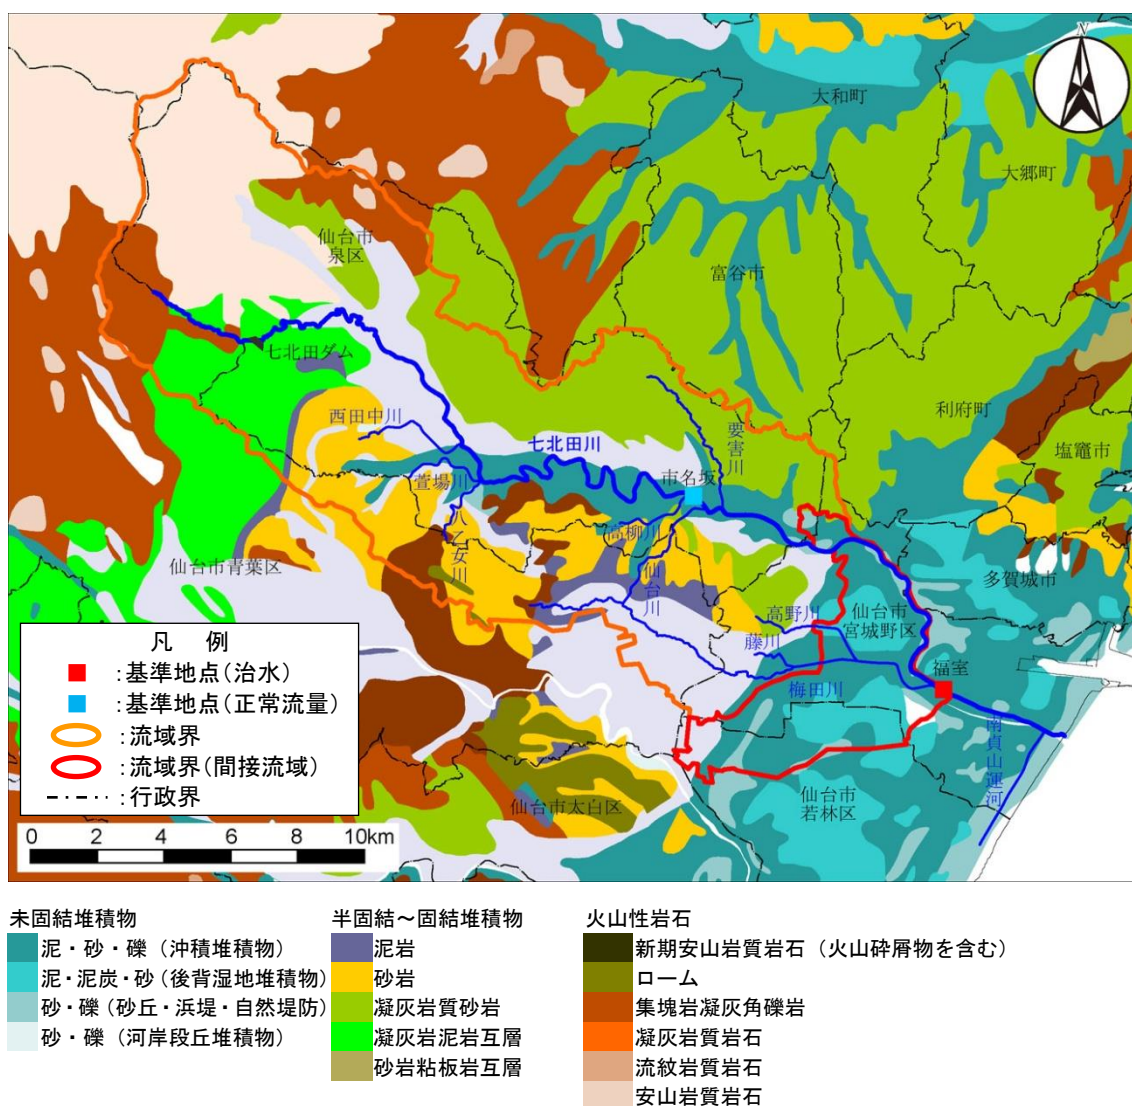 N
大和町
大郷町
仙台市
泉区
富谷市
七北田ダム
利府町
西田中川
七北田川
要害川
塩竈市
萱場川
市名坂
八乙女川
高柳川
仙台川
仙台市青葉区
多賀城市
高野川
仙台市
宮城野区
藤川
福室
梅田川
南貞山運河
仙台市
若林区
仙台市太白区
凡 例
:基準地点(治水)
:基準地点(正常流量)
:流域界
:流域界(間接流域)
:行政界
0 2 4 6 8 10km
未固結堆積物
泥・砂・礫（沖積堆積物）
泥・泥炭・砂（後背湿地堆積物）
砂・礫（砂丘・浜堤・自然堤防）
砂・礫（河岸段丘堆積物）
半固結～固結堆積物
泥岩
砂岩
凝灰岩質砂岩
凝灰岩泥岩互層
砂岩粘板岩互層
火山性岩石
新期安山岩質岩石（火山砕屑物を含む）
ローム
集塊岩凝灰角礫岩
凝灰岩質岩石
流紋岩質岩石
安山岩質岩石